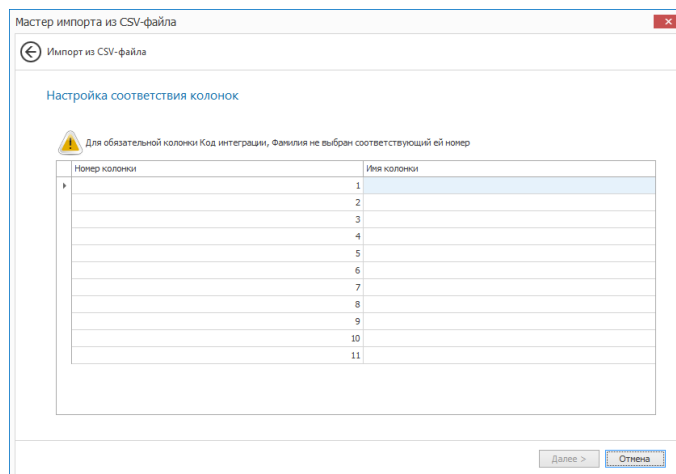 Мастер импорта из CSV-файла
Импорт из CSV-файла
Настройка соответствия колонок
Для обязательной колонки Код интеграции, Фамилия не выбран соответствующий ей номер
Номер колонки Имя колонки
1
2
3
4
5
6
7
8
9
10
11
Далее > Отмена